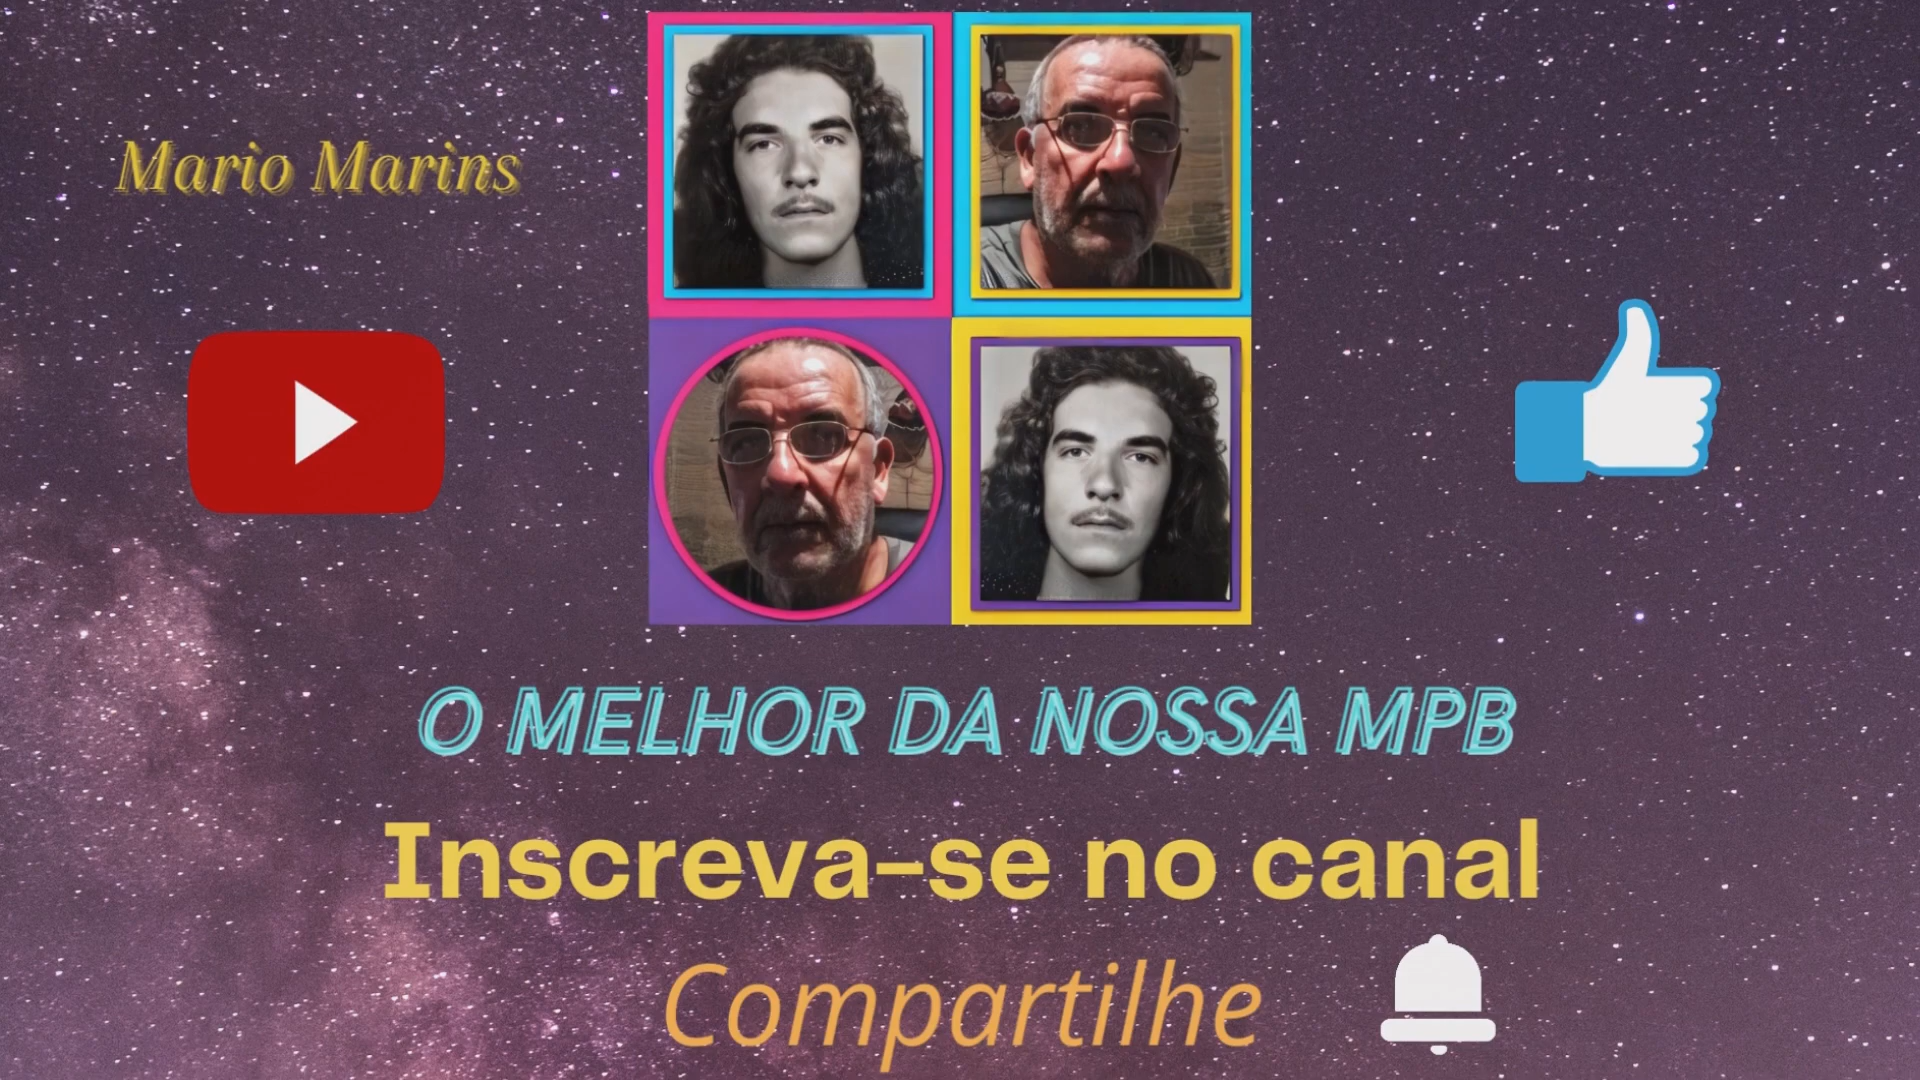 Mario Marins
O MELHOR DA NOSSA MPB
Inscreva-se no canal
Compartilhe